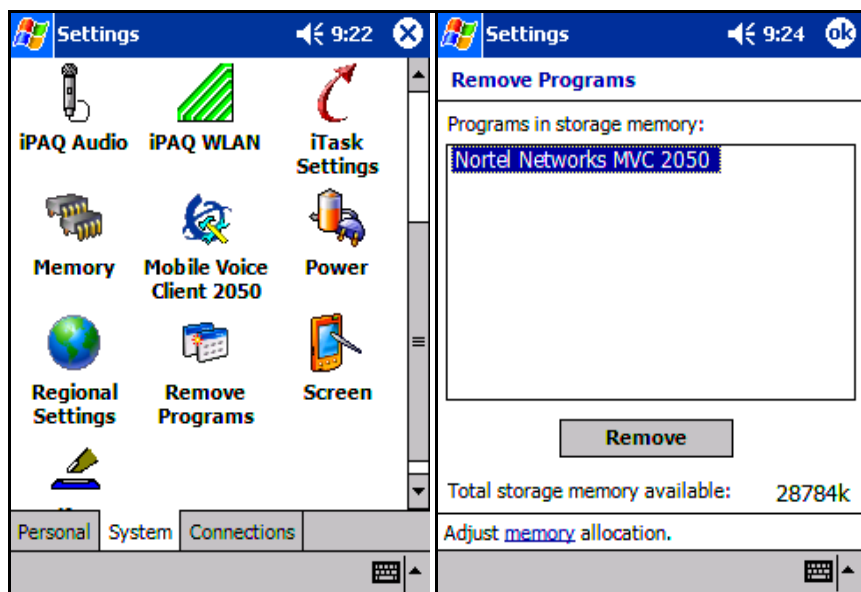 Settings 9:22
iPAQ Audio
iPAQ WLAN
iTask
Settings
Memory
Mobile Voice
Client 2050
Power
Regional
Settings
Remove
Programs
Screen
Personal System Connections
Settings 9:24 ok
Remove Programs
Programs in storage memory:
Nortel Networks MVC 2050
Remove
Total storage memory available: 28784k
Adjust memory allocation.